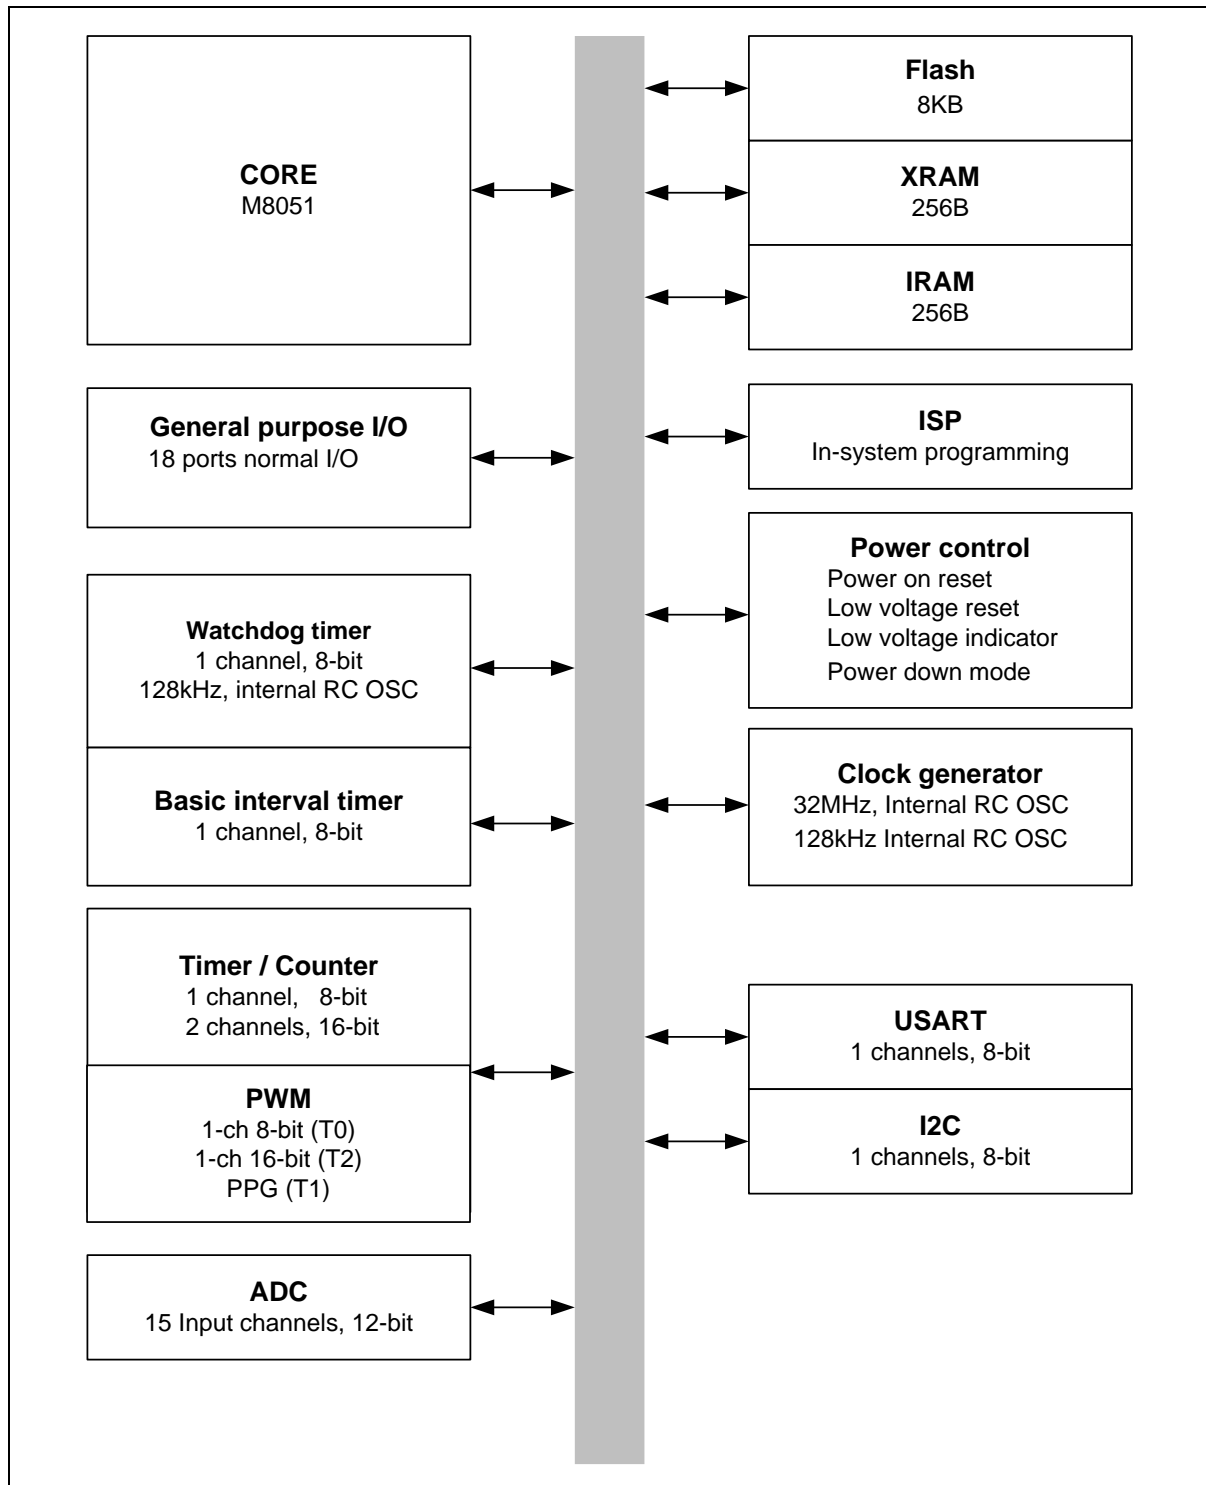 CORE
M8051
General purpose I/O
18 ports normal I/O
Watchdog timer
1 channel, 8-bit
128kHz, internal RC OSC
Basic interval timer
1 channel, 8-bit
Timer / Counter
1 channel, 8-bit
2 channels, 16-bit
PWM
1-ch 8-bit (T0)
1-ch 16-bit (T2)
PPG (T1)
ADC
15 Input channels, 12-bit
Flash
8KB
XRAM
256B
IRAM
256B
ISP
In-system programming
Power control
Power on reset
Low voltage reset
Low voltage indicator
Power down mode
Clock generator
32MHz, Internal RC OSC
128kHz Internal RC OSC
USART
1 channels, 8-bit
I2C
1 channels, 8-bit